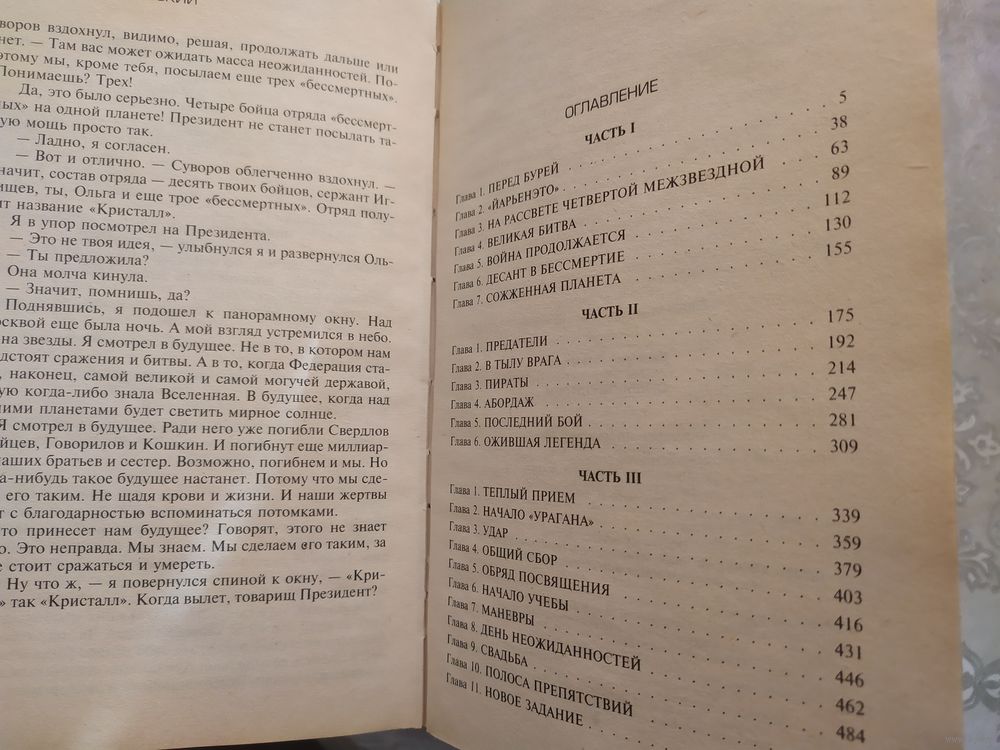 воров вздохнул, видимо, решая, продолжать дальше или
нет. — Там вас может ожидать масса неожиданностей. По-
этому мы, кроме тебя, посылаем еще трех «бессмертных».
Понимаешь? Трех!
Да, это было серьезно. Четыре бойца отряда «бессмерт-
ных» на одной планете! Президент не станет посылать та-
кую мощь просто так.
— Ладно, я согласен.
— Вот и отлично. — Суворов облегченно вздохнул. —
начит, состав отряда — десять твоих бойцов, сержант Иг-
ищев, ты, Ольга и еще трое «бессмертных». Отряд полу-
ит название «Кристалл».
Я в упор посмотрел на Президента.
— Это не твоя идея, — улыбнулся я и развернулся Оль-
— Ты предложила?
Она молча кинула.
— Значит, помнишь, да?
Поднявшись, я подошел к панорамному окну. Над
сквой еще была ночь. А мой взгляд устремился в небо.
на звезды. Я смотрел в будущее. Не в то, в котором нам
дстоят сражения и битвы. А в то, когда Федерация ста-
, наконец, самой великой и самой могучей державой,
ую когда-либо знала Вселенная. В будущее, когда над
ими планетами будет светить мирное солнце.
Я смотрел в будущее. Ради него уже погибли Свердлов
йцев, Говорилов и Кошкин. И погибнут еще миллиар-
наших братьев и сестер. Возможно, погибнем и мы. Но
а-нибудь такое будущее настанет. Потому что мы сде-
его таким. Не щадя крови и жизни. И наши жертвы
т с благодарностью вспоминаться потомками.
то принесет нам будущее? Говорят, этого не знает
о. Это неправда. Мы знаем. Мы сделаем его таким, за
е стоит сражаться и умереть.
Ну что ж, — я повернулся спиной к окну, — «Кри-
» так «Кристалл». Когда вылет, товарищ Президент?
ОГЛАВЛЕНИЕ
ЧАСТЬ I
Глава 1. ПЕРЕД БУРЕЙ 5
Глава 2. «ЙАРЬЕНЭТО» 38
Глава 3. НА РАССВЕТЕ ЧЕТВЕРТОЙ МЕЖЗВЕЗДНОЙ 63
Глава 4. ВЕЛИКАЯ БИТВА 89
Глава 5. ВОЙНА ПРОДОЛЖАЕТСЯ 112
Глава 6. ДЕСАНТ В БЕССМЕРТИЕ 130
Глава 7. СОЖЖЕННАЯ ПЛАНЕТА 155
ЧАСТЬ II
Глава 1. ПРЕДАТЕЛИ 175
Глава 2. В ТЫЛУ ВРАГА 192
Глава 3. ПИРАТЫ 214
Глава 4. АБОРДАЖ 247
Глава 5. ПОСЛЕДНИЙ БОЙ 281
Глава 6. ОЖИВШАЯ ЛЕГЕНДА 309
ЧАСТЬ III
Глава 1. ТЕПЛЫЙ ПРИЕМ 339
Глава 2. НАЧАЛО «УРАГАНА» 359
Глава 3. УДАР 379
Глава 4. ОБЩИЙ СБОР 403
Глава 5. ОБРЯД ПОСВЯЩЕНИЯ 416
Глава 6. НАЧАЛО УЧЕБЫ 431
Глава 7. МАНЕВРЫ 446
Глава 8. ДЕНЬ НЕОЖИДАННОСТЕЙ 462
Глава 9. СВАДЬБА 484
Глава 10. ПОЛОСА ПРЕПЯТСТВИЙ
Глава 11. НОВОЕ ЗАДАНИЕ